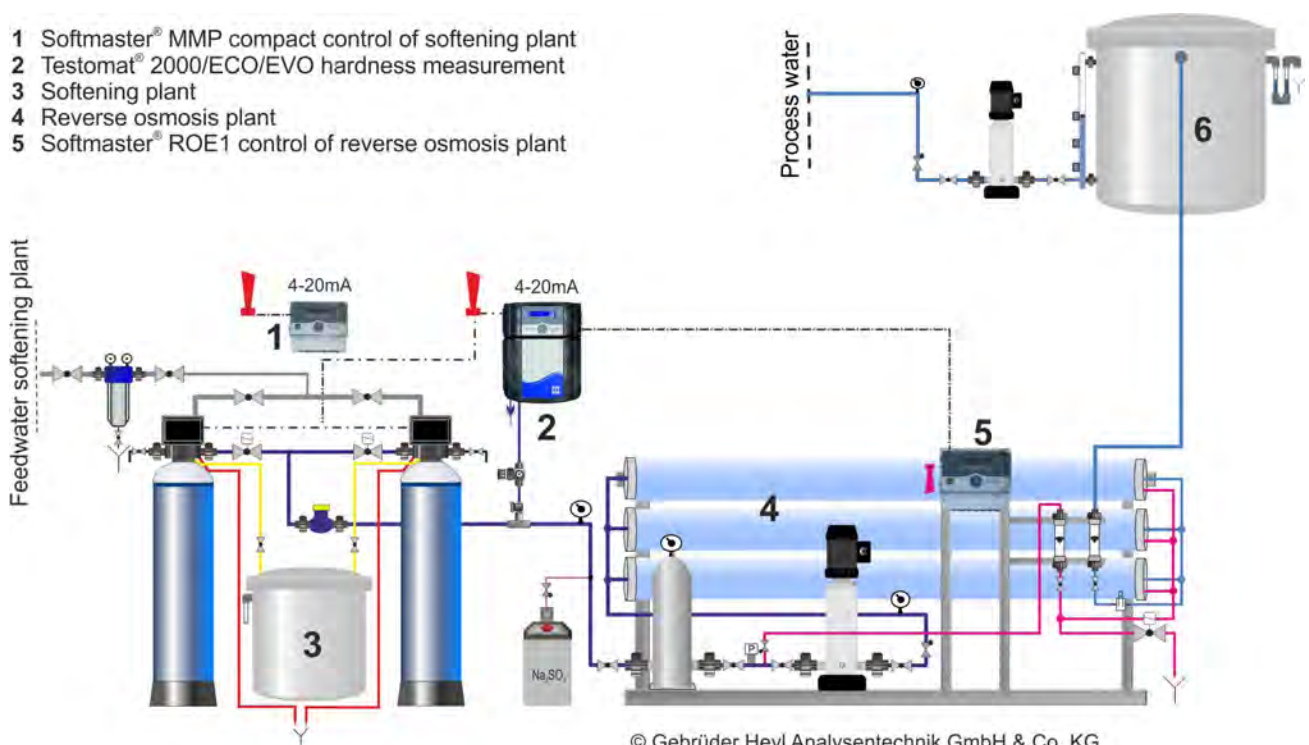 1 Softmaster® MMP compact control of softening plant
2 Testomat® 2000/ECO/EVO hardness measurement
3 Softening plant
4 Reverse osmosis plant
5 Softmaster® ROE1 control of reverse osmosis plant
Process water
6
Feedwater softening plant
4-20mA
4-20mA
1
2
5
4
3
P
© Gebrüder Heyl Analysentechnik GmbH & Co. KG